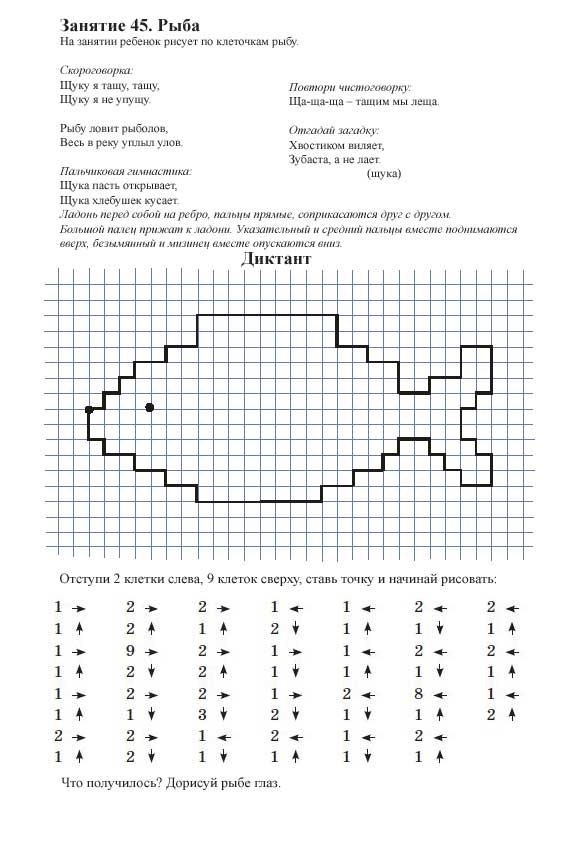 Занятие 45. Рыба
На занятии ребенок рисует по клеточкам рыбу.
Скороговорка:
Щуку я тащу, тащу,
Щуку я не упущу.
Рыбу ловит рыболов,
Весь в реку уплыл улов.
Пальчиковая гимнастика:
Щука пасть открывает,
Щука хлебушек кусает.
Повтори чистоговорку:
Ща-ща-ща – тащим мы леща.
Отгадай загадку:
Хвостиком виляет,
Зубаста, а не лает.
(щука)
Ладонь перед собой на ребро, пальцы прямые, соприкасаются друг с другом.
Большой палец прижат к ладони. Указательный и средний пальцы вместе поднимаются
вверх, безымянный и мизинец вместе опускаются вниз.
Диктант
Отступи 2 клетки слева, 9 клеток сверху, ставь точку и начинай рисовать:
1 → 2 → 2 → 1 ← 1 ← 2 ← 2 ←
1 ↑ 2 ↑ 1 ↑ 2 ↓ 1 ↑ 1 ↓ 1 ↑
1 → 9 → 2 → 1 → 1 ← 2 ← 2 ←
1 ↑ 2 ↓ 2 ↑ 1 ↓ 1 ↑ 1 ↓ 1 ↑
1 → 2 → 2 → 1 → 2 ← 8 ← 1 ←
1 ↑ 1 ↓ 3 ↓ 2 ↓ 1 ↓ 1 ↑ 2 ↑
2 → 2 → 1 ← 2 ← 1 ← 2 ←
1 ↑ 2 ↓ 1 ↓ 1 ↑ 1 ↓ 1 ↑
Что получилось? Дорисуй рыбе глаз.